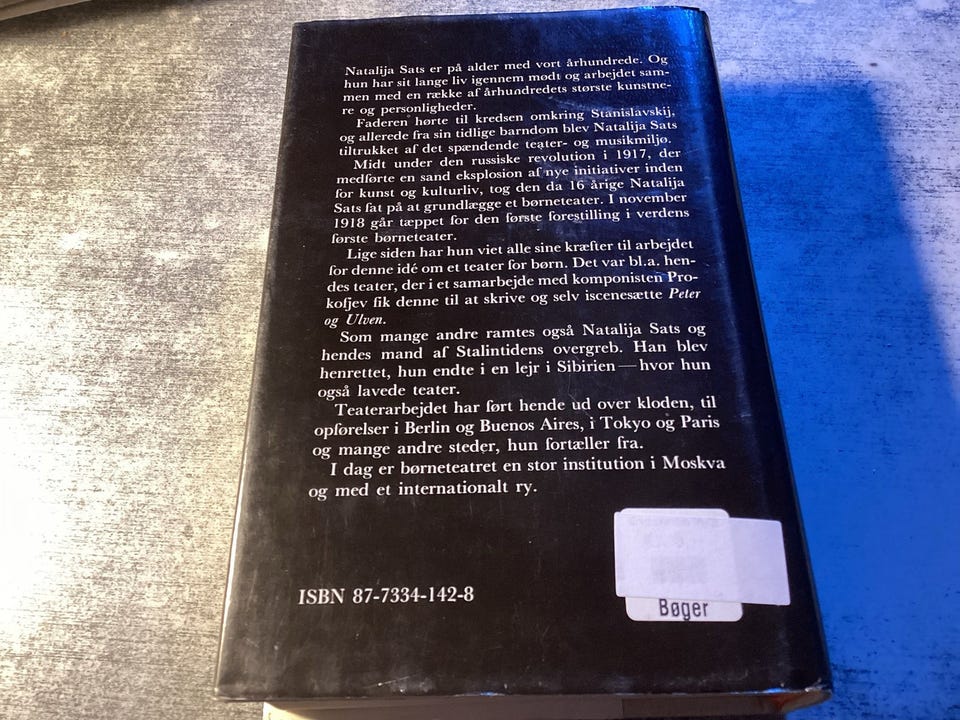 Natalija Sats er på alder med vort århundrede. Og
hun har sit lange liv igennem mødt og arbejdet sam-
men med en række af århundredets største kunstne-
re og personligheder.
Faderen hørte til kredsen omkring Stanislavskij,
og allerede fra sin tidlige barndom blev Natalija Sats
tiltrukket af det spændende teater- og musikmiljø.
Midt under den russiske revolution i 1917, der
medførte en sand eksplosion af nye initiativer inden
for kunst og kulturliv, tog den da 16 årige Natalija
Sats fat på at grundlægge et børneteater. I november
1918 går tæppet for den første forestilling i verdens
første børneteater.
Lige siden har hun viet alle sine kræfter til arbejdet
for denne idé om et teater for børn. Det var bl.a. hen-
des teater, der i et samarbejde med komponisten Pro-
kofjev fik denne til at skrive og selv iscenesætte Peter
og Ulven.
Som mange andre ramtes også Natalija Sats og
hendes mand af Stalintidens overgreb. Han blev
henrettet, hun endte i en lejr i Sibirien — hvor hun
også lavede teater.
Teaterarbejdet har ført hende ud over kloden, til
opførelser i Berlin og Buenos Aires, i Tokyo og Paris
og mange andre steder, hun fortæller fra.
I dag er børneteatret en stor institution i Moskva
og med et internationalt ry.
ISBN 87-7334-142-8
Bøger